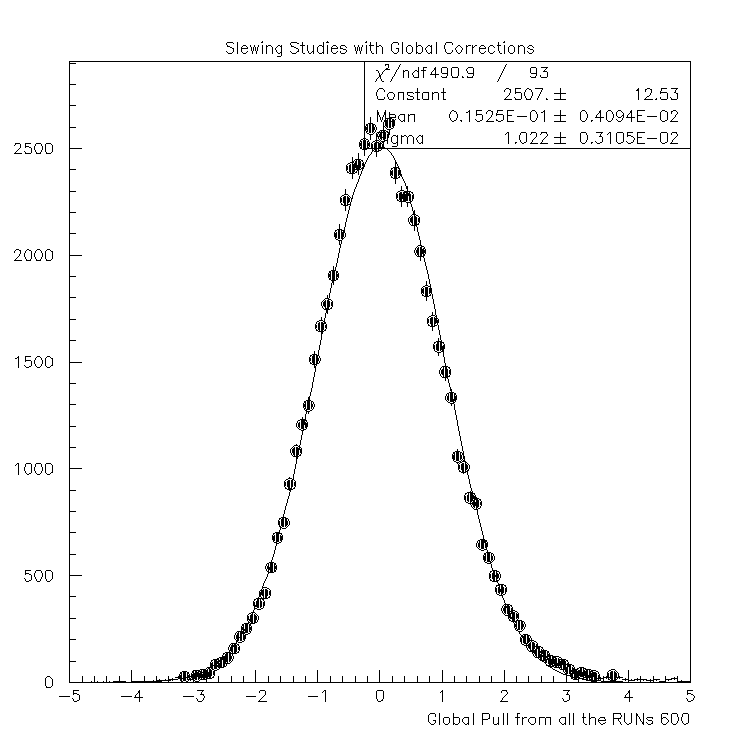 Slewing Studies with Global Corrections
χ²/ndf 490.9 / 93
Constant 2507. ± 12.53
Mean 0.1525E-01 ± 0.4094E-02
Sigma 1.022 ± 0.3105E-02
2500
2000
1500
1000
500
0
−5 −4 −3 −2 −1 0 1 2 3 4 5
Global Pull from all the RUNs 600